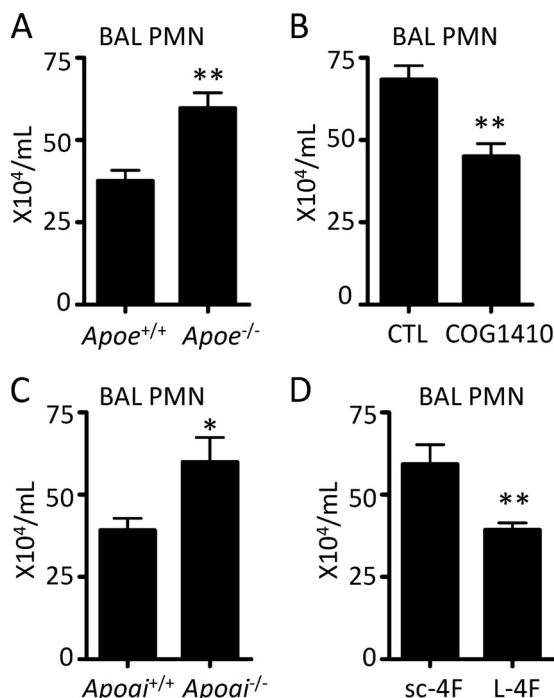 A
BAL PMN
X10⁴/mL
75
50
25
0
**
Apoe⁺/⁺
Apoe⁻/⁻
B
BAL PMN
X10⁴/mL
75
50
25
0
**
CTL
COG1410
C
BAL PMN
X10⁴/mL
75
50
25
0
*
Apoai⁺/⁺
Apoai⁻/⁻
D
BAL PMN
X10⁴/mL
75
50
25
0
**
sc-4F
L-4F